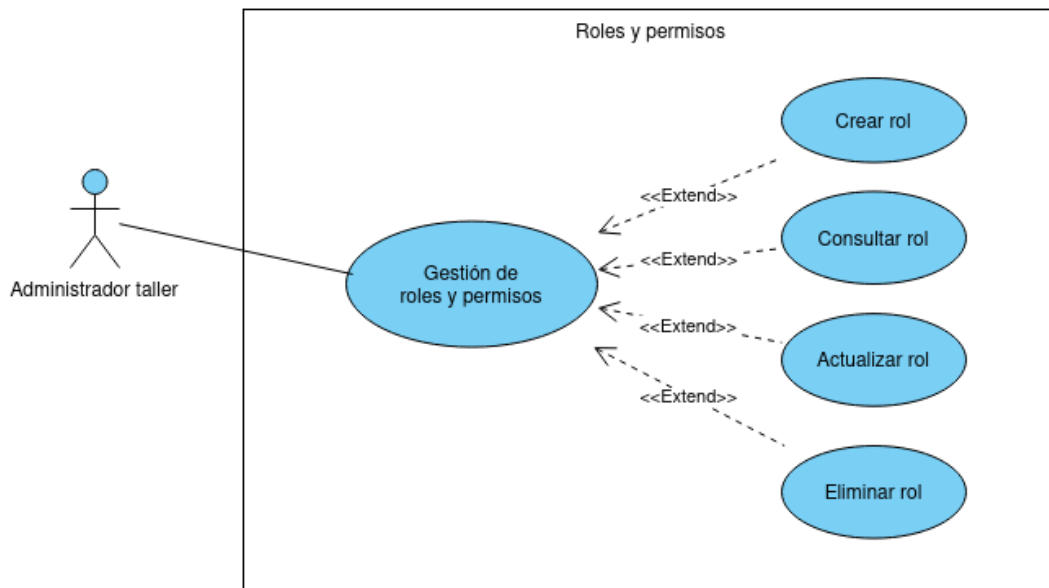 Roles y permisos
Crear rol
<<Extend>>
Consultar rol
<<Extend>>
Administrador taller
Gestión de
roles y permisos
<<Extend>>
Actualizar rol
<<Extend>>
Eliminar rol